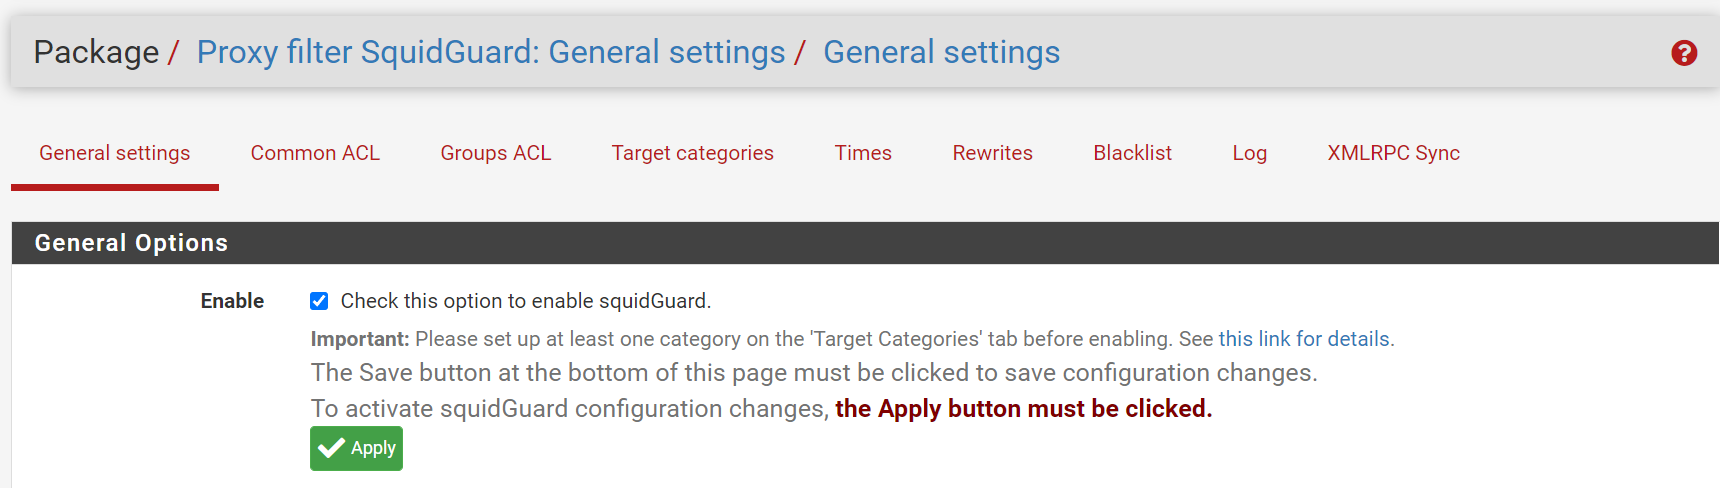 Package / Proxy filter SquidGuard: General settings / General settings
General settings Common ACL Groups ACL Target categories Times Rewrites Blacklist Log XMLRPC Sync
General Options
Enable Check this option to enable squidGuard.
Important: Please set up at least one category on the 'Target Categories' tab before enabling. See this link for details.
The Save button at the bottom of this page must be clicked to save configuration changes.
To activate squidGuard configuration changes, the Apply button must be clicked.
Apply